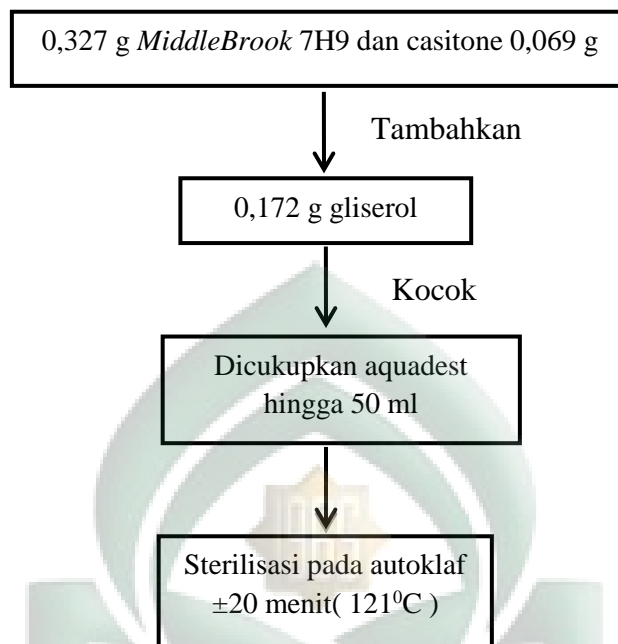 0,327 g MiddleBrook 7H9 dan casitone 0,069 g
Tambahkan
0,172 g gliserol
Kocok
Dicukupkan aquadest
hingga 50 ml
Sterilisasi pada autoklaf
±20 menit( 121⁰C )